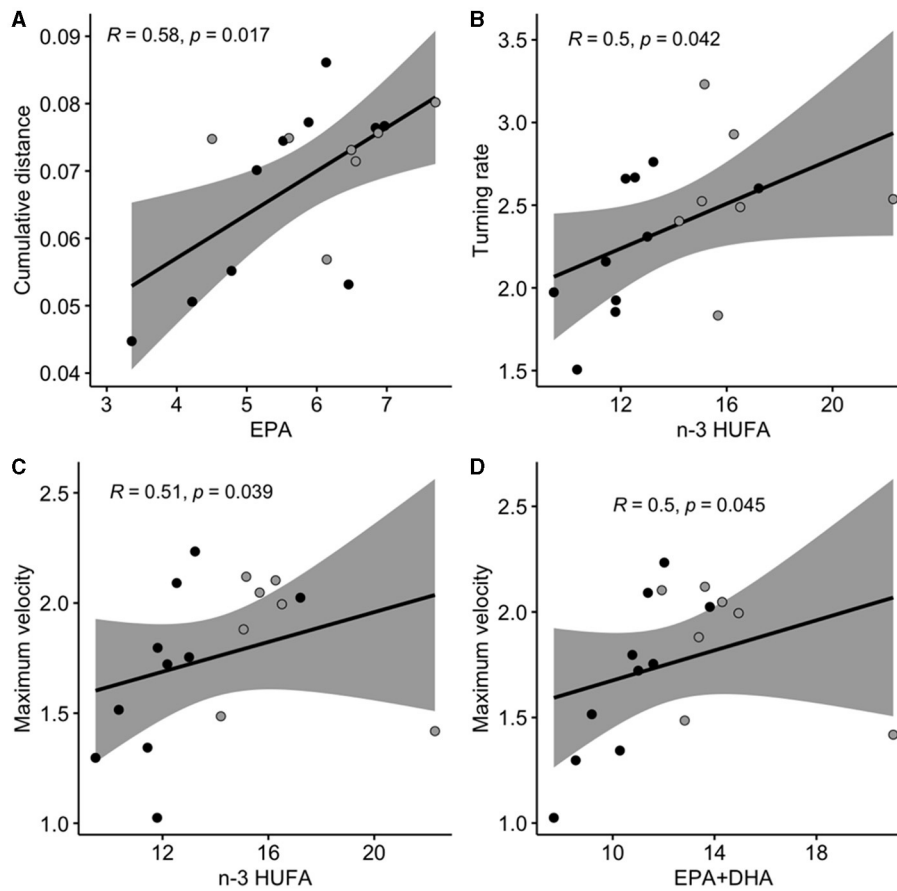 A
R = 0.58, p = 0.017
0.09
0.08
0.07
0.06
0.05
0.04
Cumulative distance
3 4 5 6 7
EPA
B
R = 0.5, p = 0.042
3.5
3.0
2.5
2.0
1.5
Turning rate
12 16 20
n-3 HUFA
C
R = 0.51, p = 0.039
2.5
2.0
1.5
1.0
Maximum velocity
12 16 20
n-3 HUFA
D
R = 0.5, p = 0.045
2.5
2.0
1.5
1.0
Maximum velocity
10 14 18
EPA+DHA